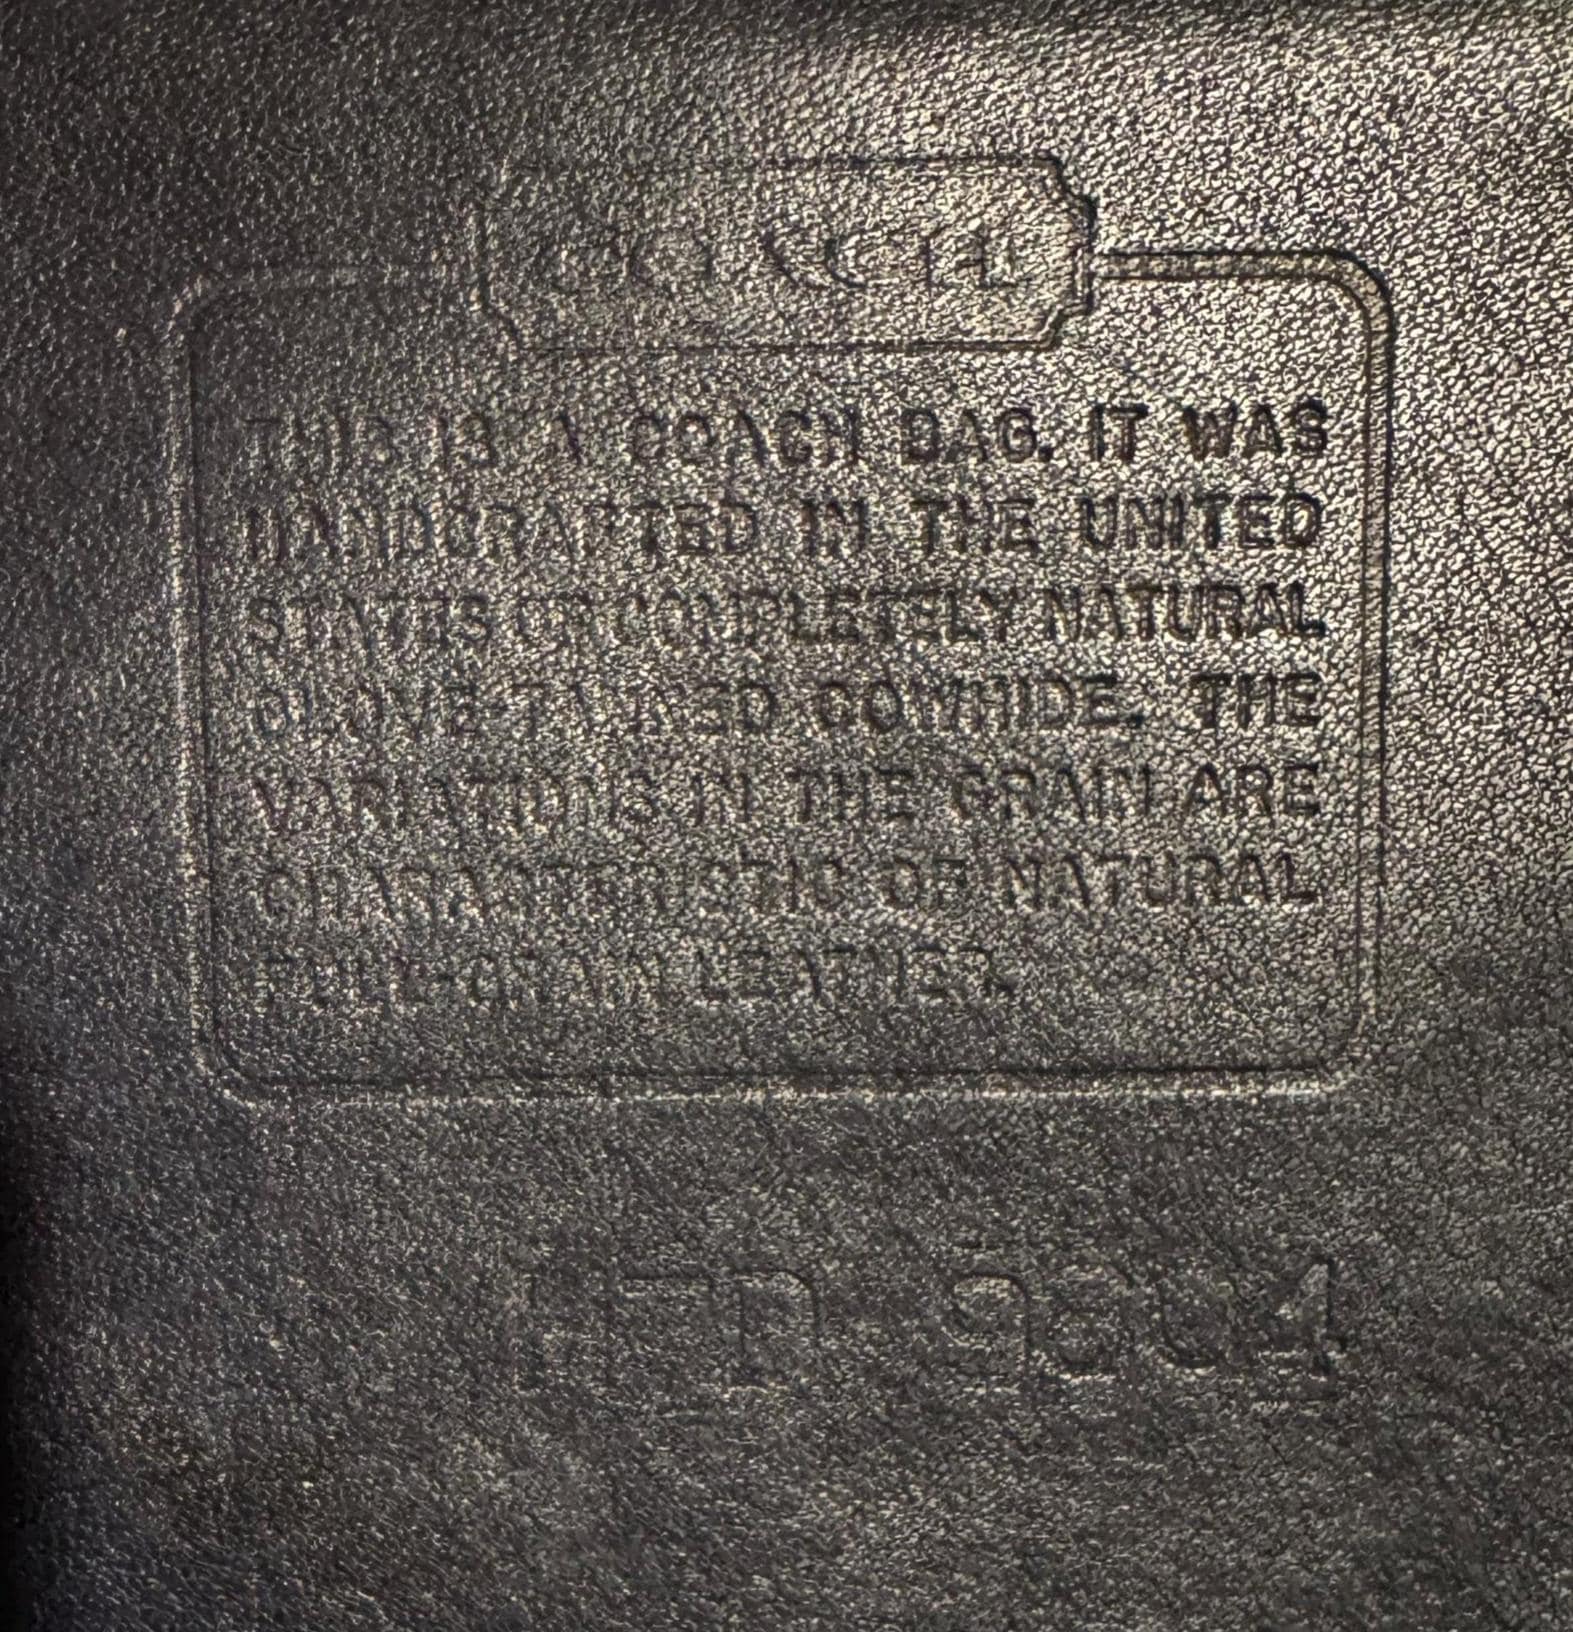 COACH
THIS IS A COACH BAG. IT WAS
HANDCRAFTED IN THE UNITED
STATES OF COMPLETELY NATURAL
GLOVE-TANNED COWHIDE. THE
VARIATIONS IN THE GRAIN ARE
CHARACTERISTIC OF NATURAL
FULL-GRAIN LEATHER